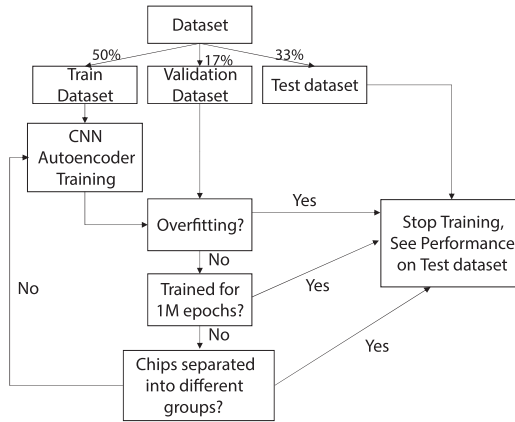 Dataset
50%
17%
33%
Train
Dataset
Validation
Dataset
Test dataset
CNN
Autoencoder
Training
Overfitting?
Yes
Stop Training,
See Performance
on Test dataset
No
Trained for
1M epochs?
Yes
No
No
Chips separated
into different
groups?
Yes